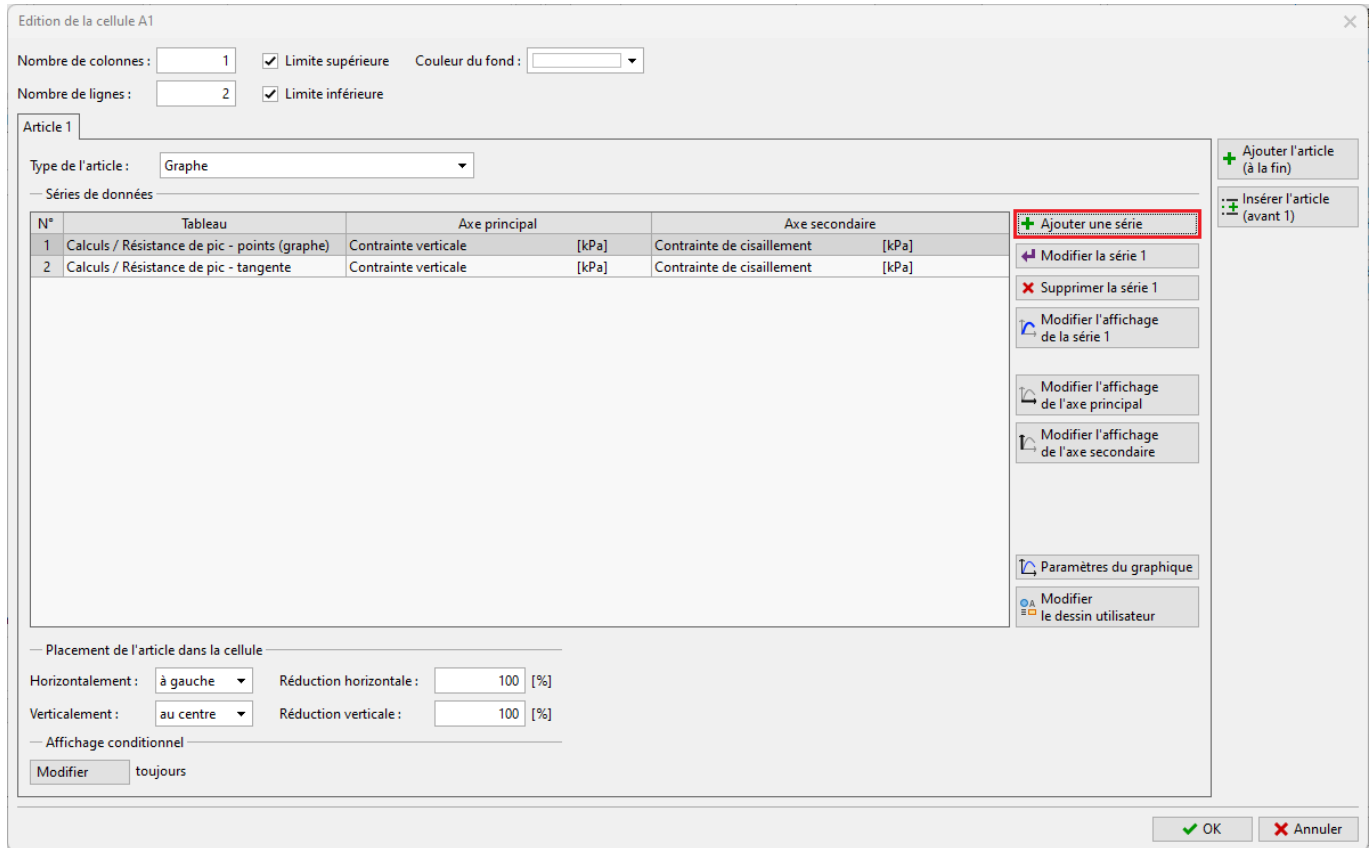 Edition de la cellule A1
Nombre de colonnes : 1 Limite supérieure Couleur du fond :
Nombre de lignes : 2 Limite inférieure
Article 1
Type de l'article : Graphe
Séries de données
N° Tableau Axe principal Axe secondaire
1 Calculs / Résistance de pic - points (graphe) Contrainte verticale [kPa] Contrainte de cisaillement [kPa]
2 Calculs / Résistance de pic - tangente Contrainte verticale [kPa] Contrainte de cisaillement [kPa]
Ajouter une série
Modifier la série 1
Supprimer la série 1
Modifier l'affichage
de la série 1
Modifier l'affichage
de l'axe principal
Modifier l'affichage
de l'axe secondaire
Paramètres du graphique
Modifier
le dessin utilisateur
Ajouter l'article
(à la fin)
Insérer l'article
(avant 1)
Placement de l'article dans la cellule
Horizontalement : à gauche Réduction horizontale : 100 [%]
Verticalement : au centre Réduction verticale : 100 [%]
Affichage conditionnel
Modifier toujours
OK Annuler